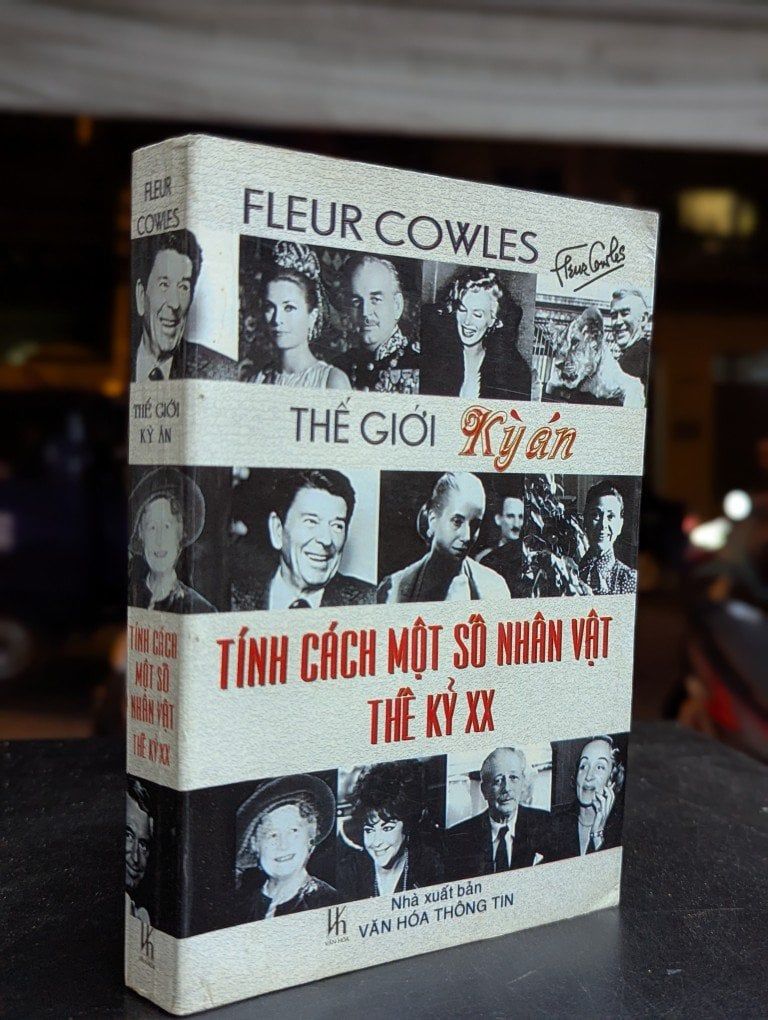 FLEUR COWLES
Fleur Cowles
THẾ GIỚI Kỳ án
TÍNH CÁCH MỘT SỐ NHÂN VẬT
THẾ KỶ XX
Nhà xuất bản
VĂN HÓA THÔNG TIN
VĂN HÓA
FLEUR
COWLES
THẾ GIỚI
KỲ ÁN
TÍNH CÁCH
MỘT SỐ
NHÂN VẬT
THẾ KỶ XX